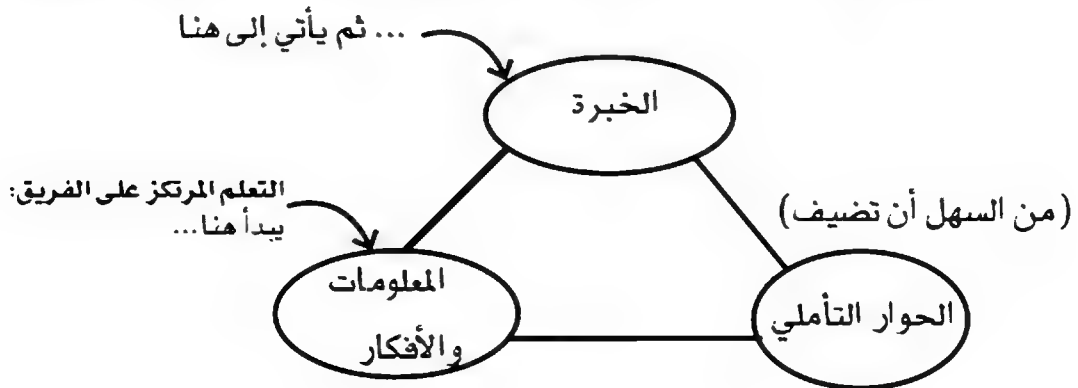 ... ثم يأتي إلى هنا
الخبرة
التعلم المرتكز على الفريق:
يبدأ هنا...
(من السهل أن تضيف)
المعلومات
والأفكار
الحوار التأملي